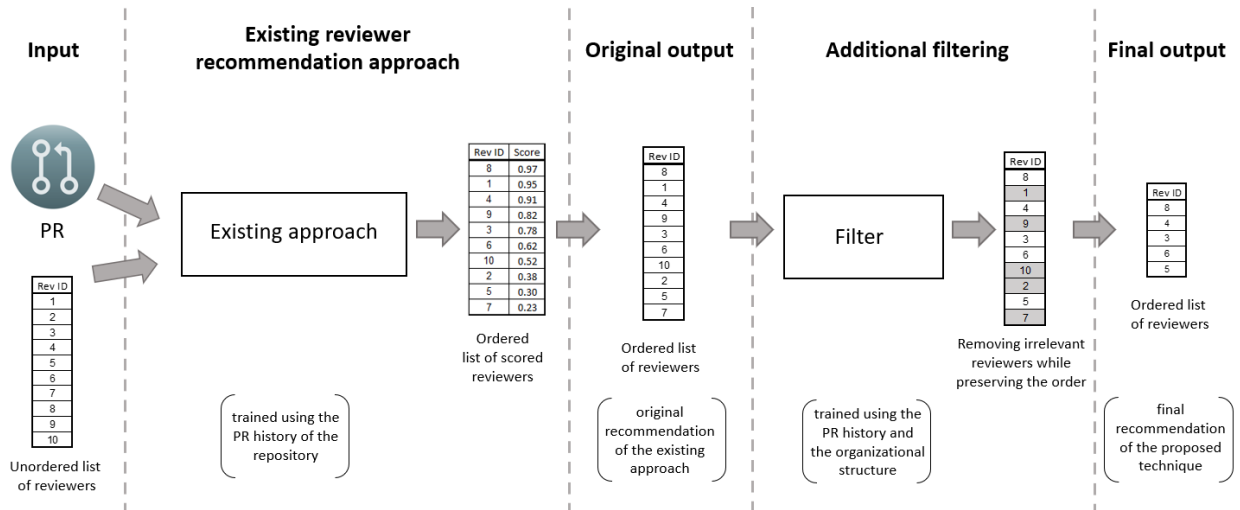 Input
Existing reviewer
recommendation approach
Original output
Additional filtering
Final output
PR
Rev ID
1
2
3
4
5
6
7
8
9
10
Unordered list
of reviewers
Existing approach
trained using the
PR history of the
repository
Rev ID Score
8 0.97
1 0.95
4 0.91
9 0.82
3 0.78
6 0.62
10 0.52
2 0.38
5 0.30
7 0.23
Ordered
list of scored
reviewers
Rev ID
8
1
4
9
3
6
10
2
5
7
Ordered list
of reviewers
original
recommendation
of the existing
approach
Filter
trained using the
PR history and
the organizational
structure
Rev ID
8
1
4
9
3
6
10
2
5
7
Removing irrelevant
reviewers while
preserving the order
Rev ID
8
4
3
6
5
Ordered list
of reviewers
final
recommendation
of the proposed
technique